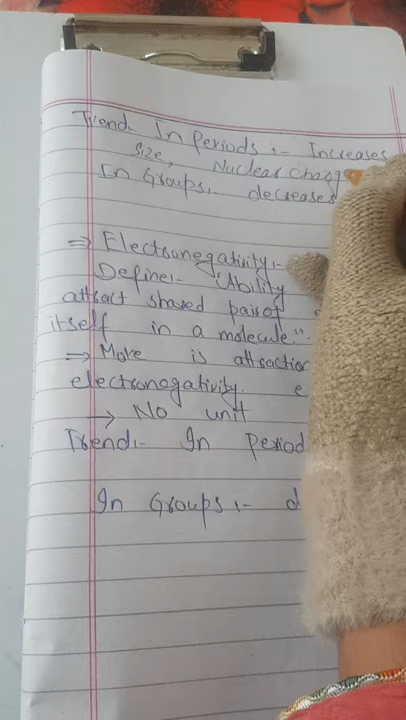 Trend:- In Periods :- Increases
Size, Nuclear Charg
In Groups:- decreases
⇒ Electronegativity:-
Define:- "Ability
attract shared pair of
itself in a molecule".
⇒ More is attraction
electronegativity. e
→ No unit
Trend:- In Period
In Groups :- d